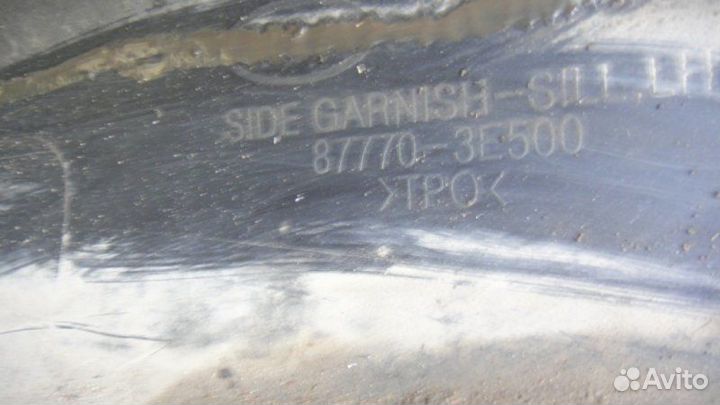 SIDE GARNISH-SILL LH
87770-3E500
>TPO<
Avito